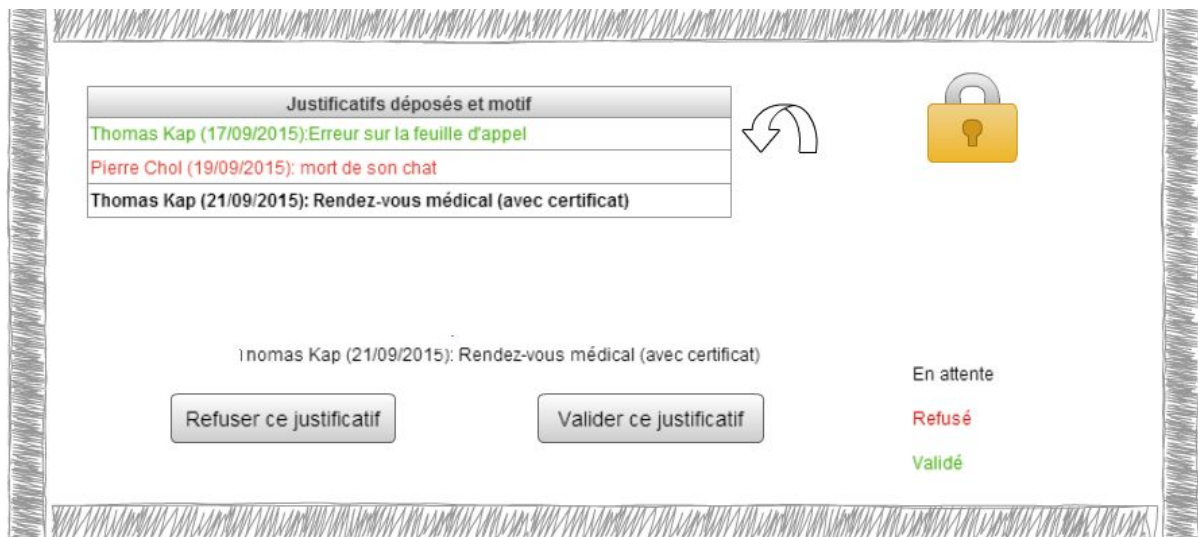 Justificatifs déposés et motif
Thomas Kap (17/09/2015):Erreur sur la feuille d'appel
Pierre Chol (19/09/2015): mort de son chat
Thomas Kap (21/09/2015): Rendez-vous médical (avec certificat)
Thomas Kap (21/09/2015): Rendez-vous médical (avec certificat)
En attente
Refuser ce justificatif
Valider ce justificatif
Refusé
Validé